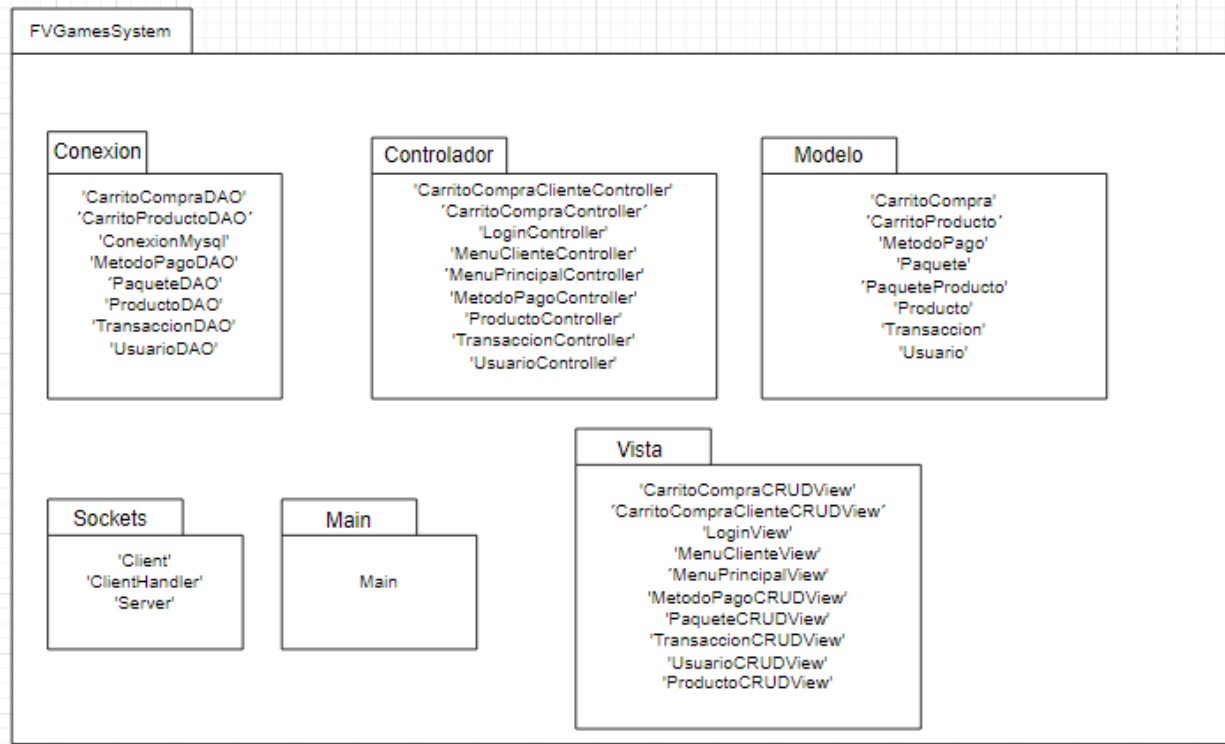 FVGamesSystem
Conexion
'CarritoCompraDAO'
´CarritoProductoDAO´
'ConexionMysql'
'MetodoPagoDAO'
´PaqueteDAO'
'ProductoDAO'
'TransaccionDAO'
'UsuarioDAO'
Controlador
'CarritoCompraClienteController'
´CarritoCompraController´
'LoginController'
'MenuClienteController'
´MenuPrincipalController'
'MetodoPagoController'
'ProductoController'
'TransaccionController'
'UsuarioController'
Modelo
'CarritoCompra'
´CarritoProducto´
'MetodoPago'
'Paquete'
´PaqueteProducto'
'Producto'
'Transaccion'
'Usuario'
Sockets
'Client'
'ClientHandler'
'Server'
Main
Main
Vista
'CarritoCompraCRUDView'
´CarritoCompraClienteCRUDView´
'LoginView'
'MenuClienteView'
´MenuPrincipalView'
'MetodoPagoCRUDView'
'PaqueteCRUDView'
'TransaccionCRUDView'
'UsuarioCRUDView'
'ProductoCRUDView'